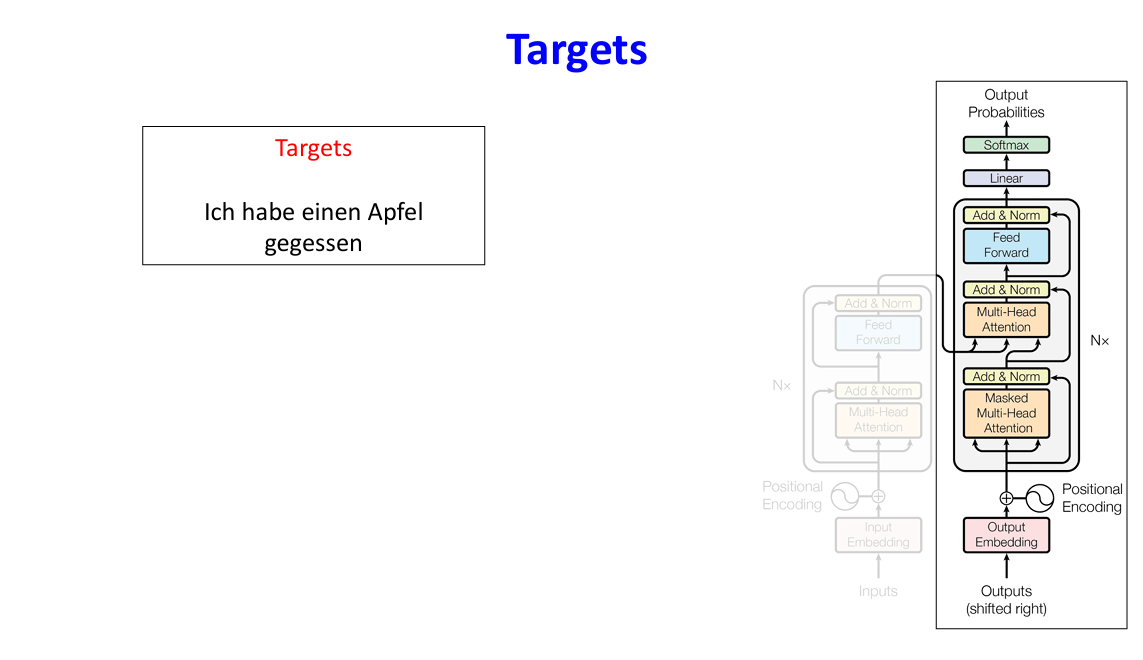 Targets
Targets
Ich habe einen Apfel
gegessen
Output
Probabilities
Softmax
Linear
Add & Norm
Feed
Forward
Add & Norm
Multi-Head
Attention
Add & Norm
Masked
Multi-Head
Attention
N×
Positional
Encoding
Output
Embedding
Outputs
(shifted right)
Add & Norm
Feed
Forward
N×
Add & Norm
Multi-Head
Attention
Positional
Encoding
Input
Embedding
Inputs